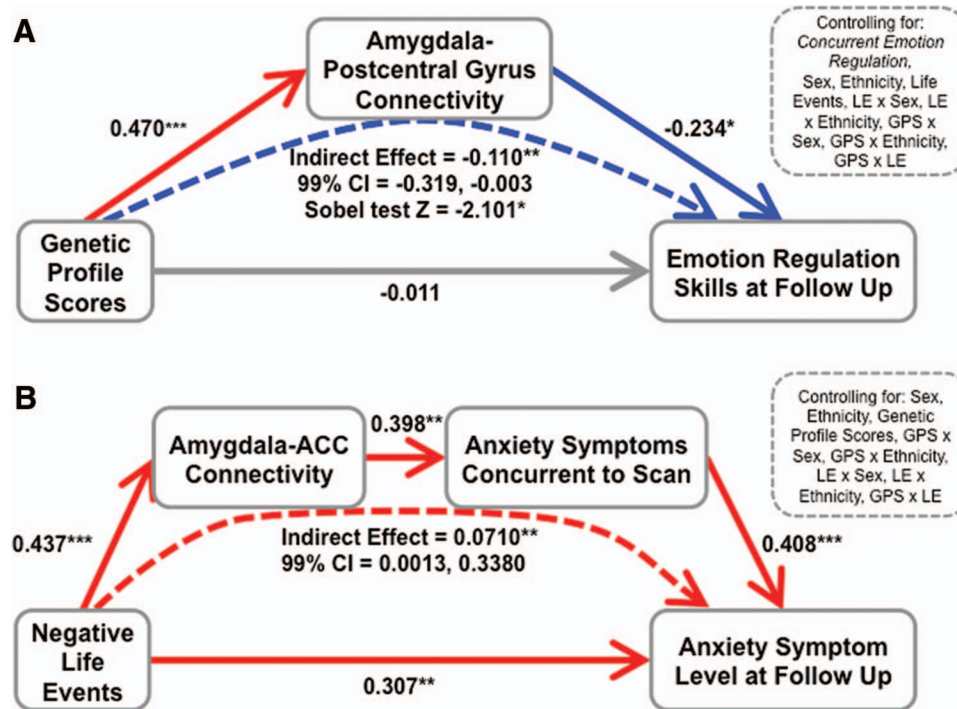 A
Amygdala-
Postcentral Gyrus
Connectivity
Controlling for:
Concurrent Emotion
Regulation,
Sex, Ethnicity, Life
Events, LE x Sex, LE
x Ethnicity, GPS x
Sex, GPS x Ethnicity,
GPS x LE
0.470***
-0.234*
Indirect Effect = -0.110**
99% CI = -0.319, -0.003
Sobel test Z = -2.101*
Genetic
Profile
Scores
-0.011
Emotion Regulation
Skills at Follow Up
B
Amygdala-ACC
Connectivity
0.398**
Anxiety Symptoms
Concurrent to Scan
Controlling for: Sex,
Ethnicity, Genetic
Profile Scores, GPS x
Sex, GPS x Ethnicity,
LE x Sex, LE x
Ethnicity, GPS x LE
0.437***
Indirect Effect = 0.0710**
99% CI = 0.0013, 0.3380
0.408***
Negative
Life
Events
0.307**
Anxiety Symptom
Level at Follow Up